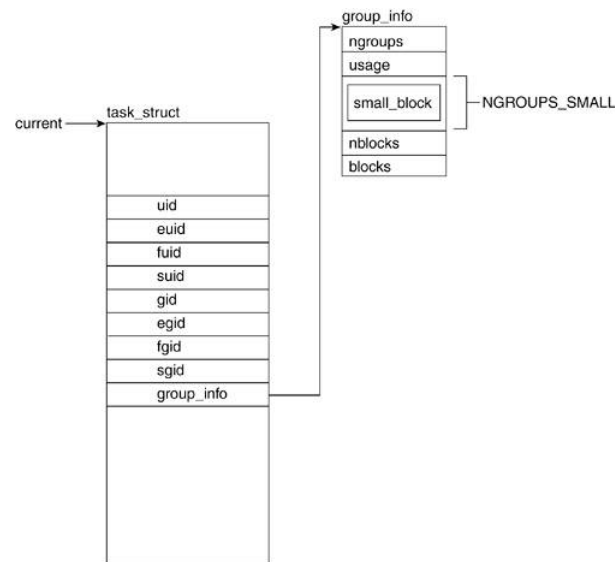 group_info
ngroups
usage
small_block
NGROUPS_SMALL
nblocks
blocks
task_struct
current
uid
euid
fuid
suid
gid
egid
fgid
sgid
group_info